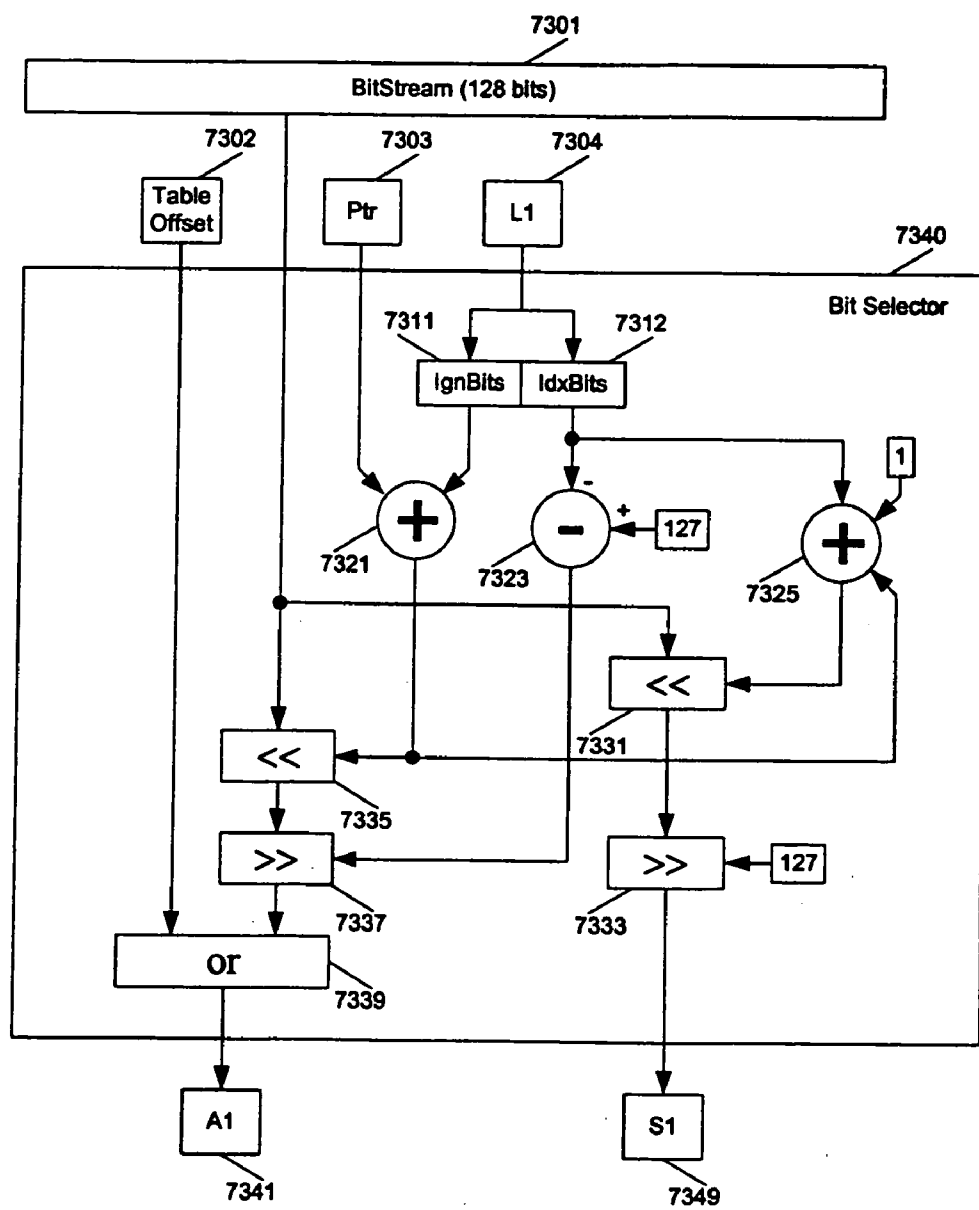 7301
BitStream (128 bits)
7302
7303
7304
Table
Offset
Ptr
L1
7340
Bit Selector
7311
7312
IgnBits
IdxBits
1
-
+
+
-
127
+
7321
7323
7325
<<
7331
<<
7335
>>
7337
>>
127
7333
or
7339
A1
S1
7341
7349